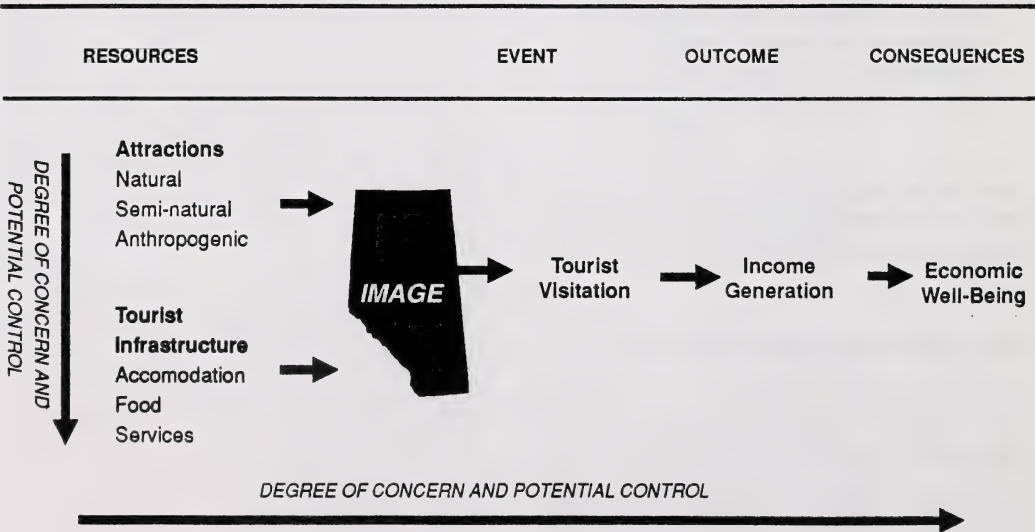 RESOURCES EVENT OUTCOME CONSEQUENCES
DEGREE OF CONCERN AND
POTENTIAL CONTROL
Attractions
Natural
Semi-natural
Anthropogenic
Tourist
Infrastructure
Accomodation
Food
Services
IMAGE
Tourist
Visitation
Income
Generation
Economic
Well-Being
DEGREE OF CONCERN AND POTENTIAL CONTROL